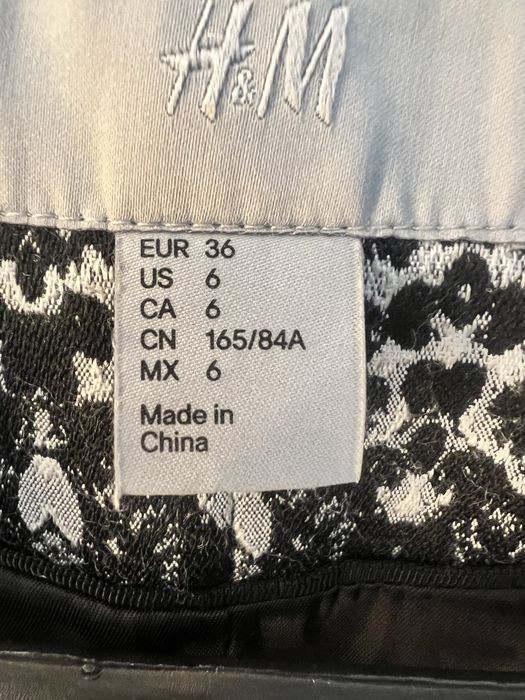 H&M
EUR 36
US 6
CA 6
CN 165/84A
MX 6
Made in
China